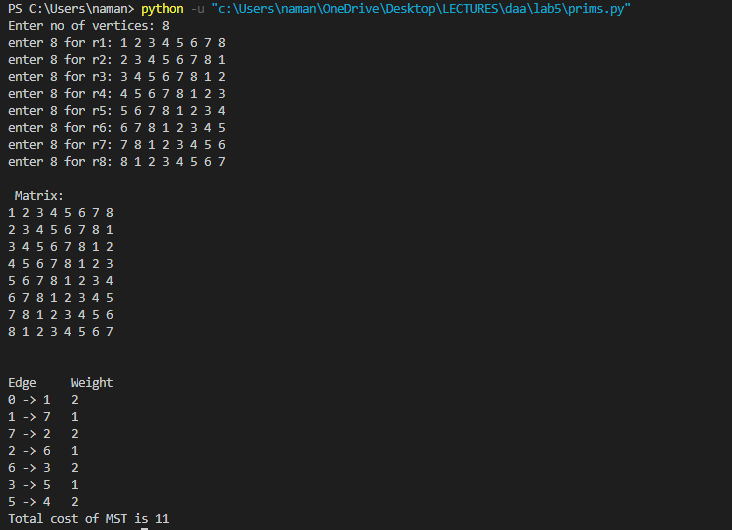 PS C:\Users\naman> python -u "c:\Users\naman\OneDrive\Desktop\LECTURES\daa\lab5\prims.py"
Enter no of vertices: 8
enter 8 for r1: 1 2 3 4 5 6 7 8
enter 8 for r2: 2 3 4 5 6 7 8 1
enter 8 for r3: 3 4 5 6 7 8 1 2
enter 8 for r4: 4 5 6 7 8 1 2 3
enter 8 for r5: 5 6 7 8 1 2 3 4
enter 8 for r6: 6 7 8 1 2 3 4 5
enter 8 for r7: 7 8 1 2 3 4 5 6
enter 8 for r8: 8 1 2 3 4 5 6 7
Matrix:
1 2 3 4 5 6 7 8
2 3 4 5 6 7 8 1
3 4 5 6 7 8 1 2
4 5 6 7 8 1 2 3
5 6 7 8 1 2 3 4
6 7 8 1 2 3 4 5
7 8 1 2 3 4 5 6
8 1 2 3 4 5 6 7
Edge Weight
0 -> 1 2
1 -> 7 1
7 -> 2 2
2 -> 6 1
6 -> 3 2
3 -> 5 1
5 -> 4 2
Total cost of MST is 11